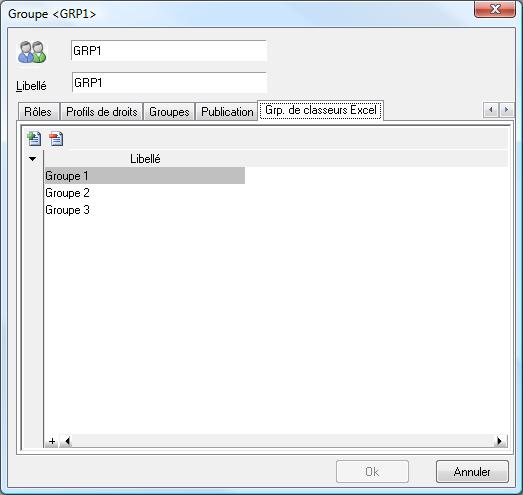 Groupe <GRP1>
GRP1
Libellé GRP1
Rôles Profils de droits Groupes Publication Grp. de classeurs Excel
Libellé
Groupe 1
Groupe 2
Groupe 3
Ok Annuler